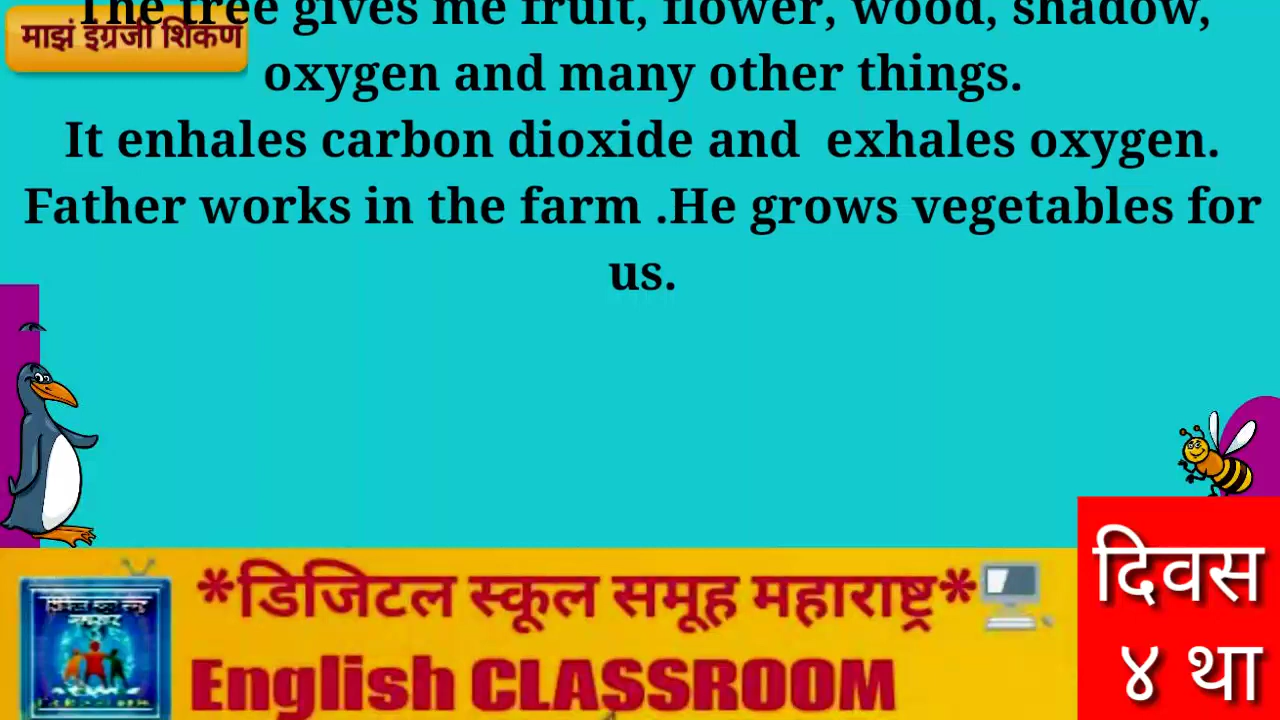 The tree gives me fruit, flower, wood, shadow,
माझं इंग्रजी शिकणं
oxygen and many other things.
It enhales carbon dioxide and exhales oxygen.
Father works in the farm .He grows vegetables for
us.
*डिजिटल स्कूल समूह महाराष्ट्र*
English CLASSROOM
दिवस
४ था